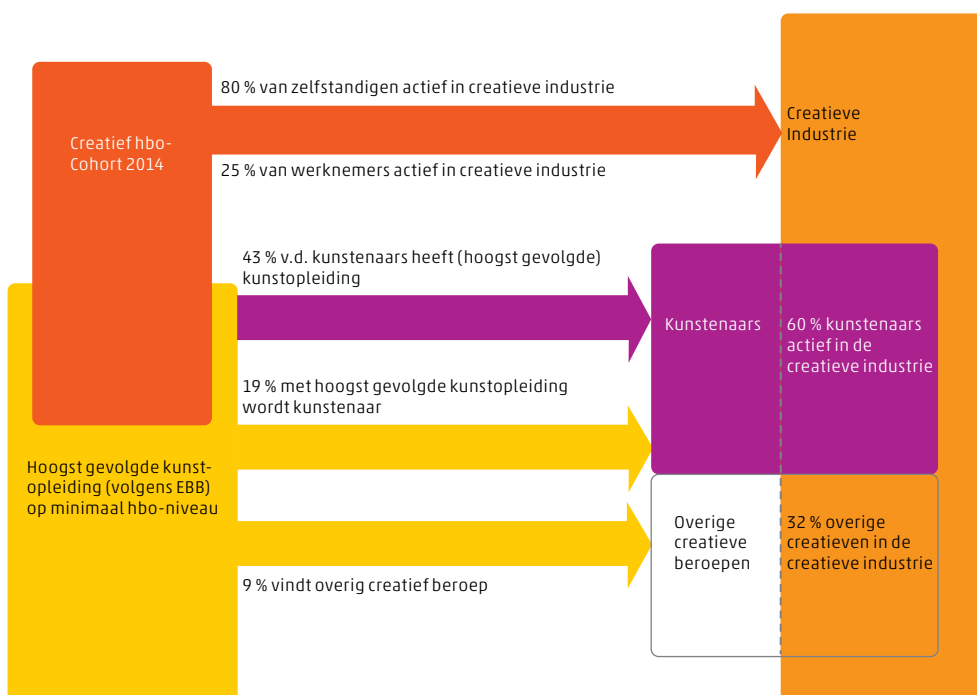 80 % van zelfstandigen actief in creatieve industrie
Creatief hbo-
Cohort 2014
Creatieve
Industrie
25 % van werknemers actief in creatieve industrie
43 % v.d. kunstenaars heeft (hoogst gevolgde)
kunstopleiding
Kunstenaars
60 % kunstenaars
actief in de
creatieve industrie
19 % met hoogst gevolgde kunstopleiding
wordt kunstenaar
Hoogst gevolgde kunst-
opleiding (volgens EBB)
op minimaal hbo-niveau
Overige
creatieve
beroepen
32 % overige
creatieven in de
creatieve industrie
9 % vindt overig creatief beroep